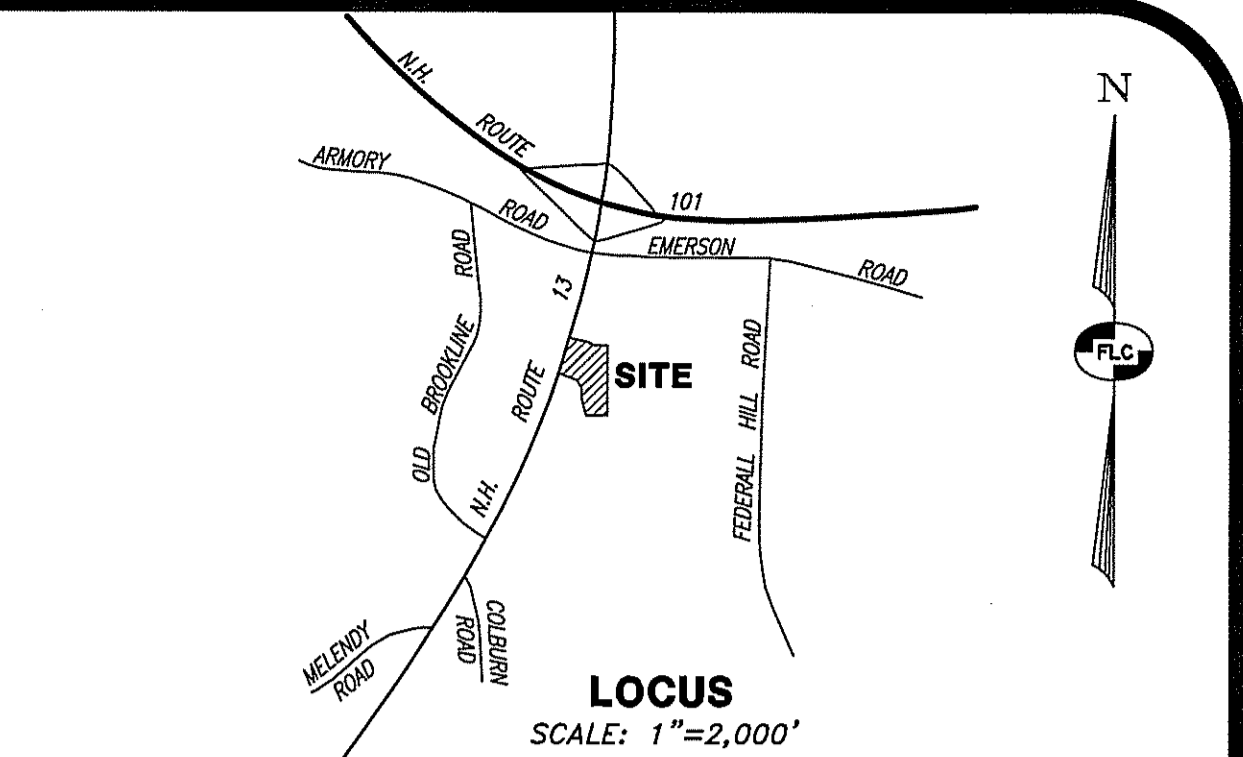 N.H.
ROUTE
101
ARMORY
ROAD
EMERSON
ROAD
N
13
ROUTE
N.H.
OLD
BROOKLINE
ROAD
SITE
FEDERALL HILL ROAD
FLC
COLBURN
ROAD
MELENDY
ROAD
LOCUS
SCALE: 1"=2,000'